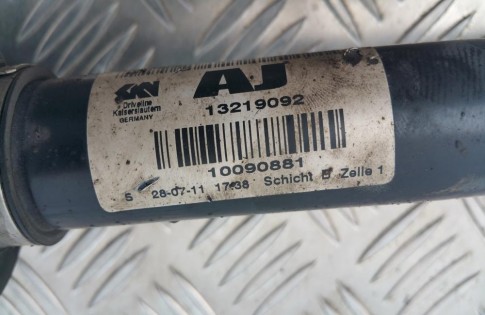 GKN
Driveline
Kaiserslautern
GERMANY
AJ
13219092
10090881
5 28-07-11 17:36 Schicht B Zelle 1